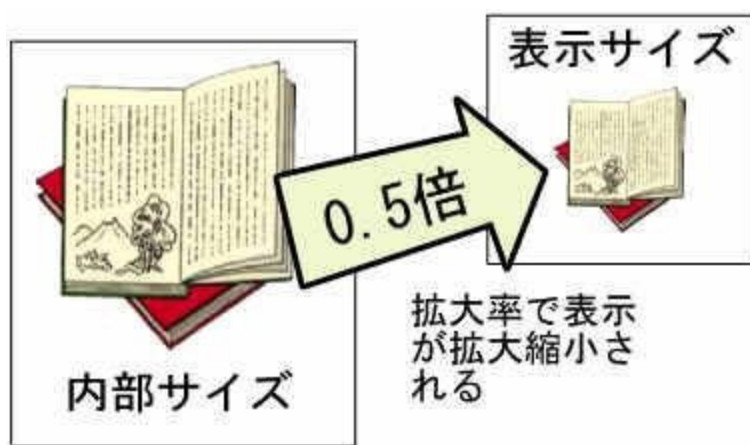 表示サイズ
0.5倍
内部サイズ
拡大率で表示
が拡大縮小さ
れる